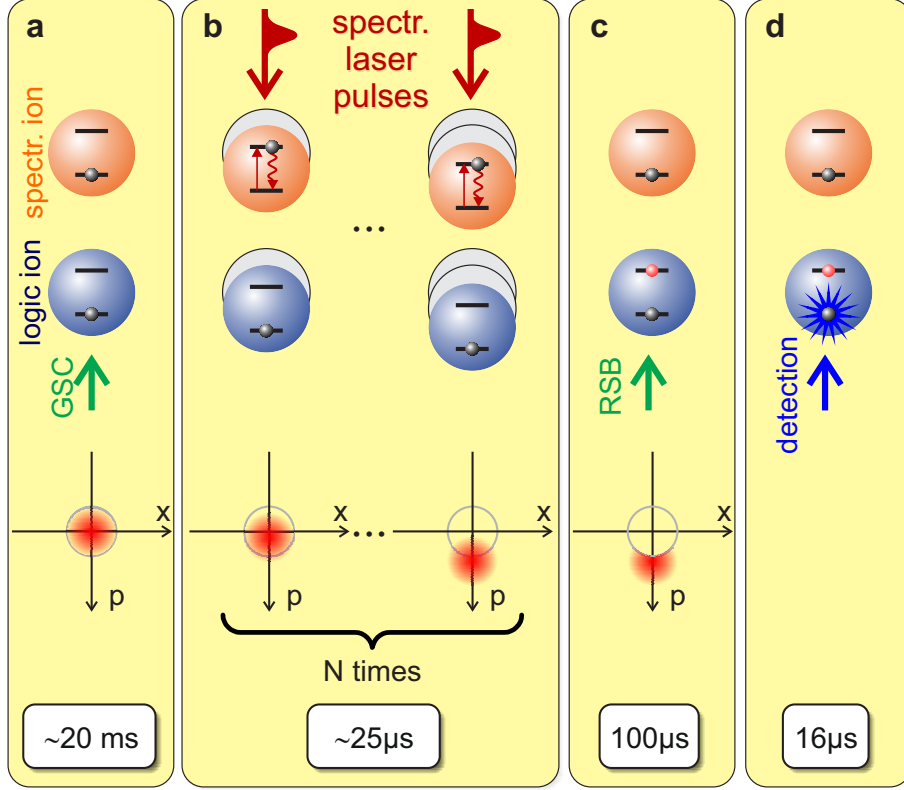 a
spectr. ion
logic ion
GSC
x
p
~20 ms
b
spectr.
laser
pulses
...
x
...
x
p
p
N times
~25µs
c
RSB
x
p
100µs
d
detection
16µs